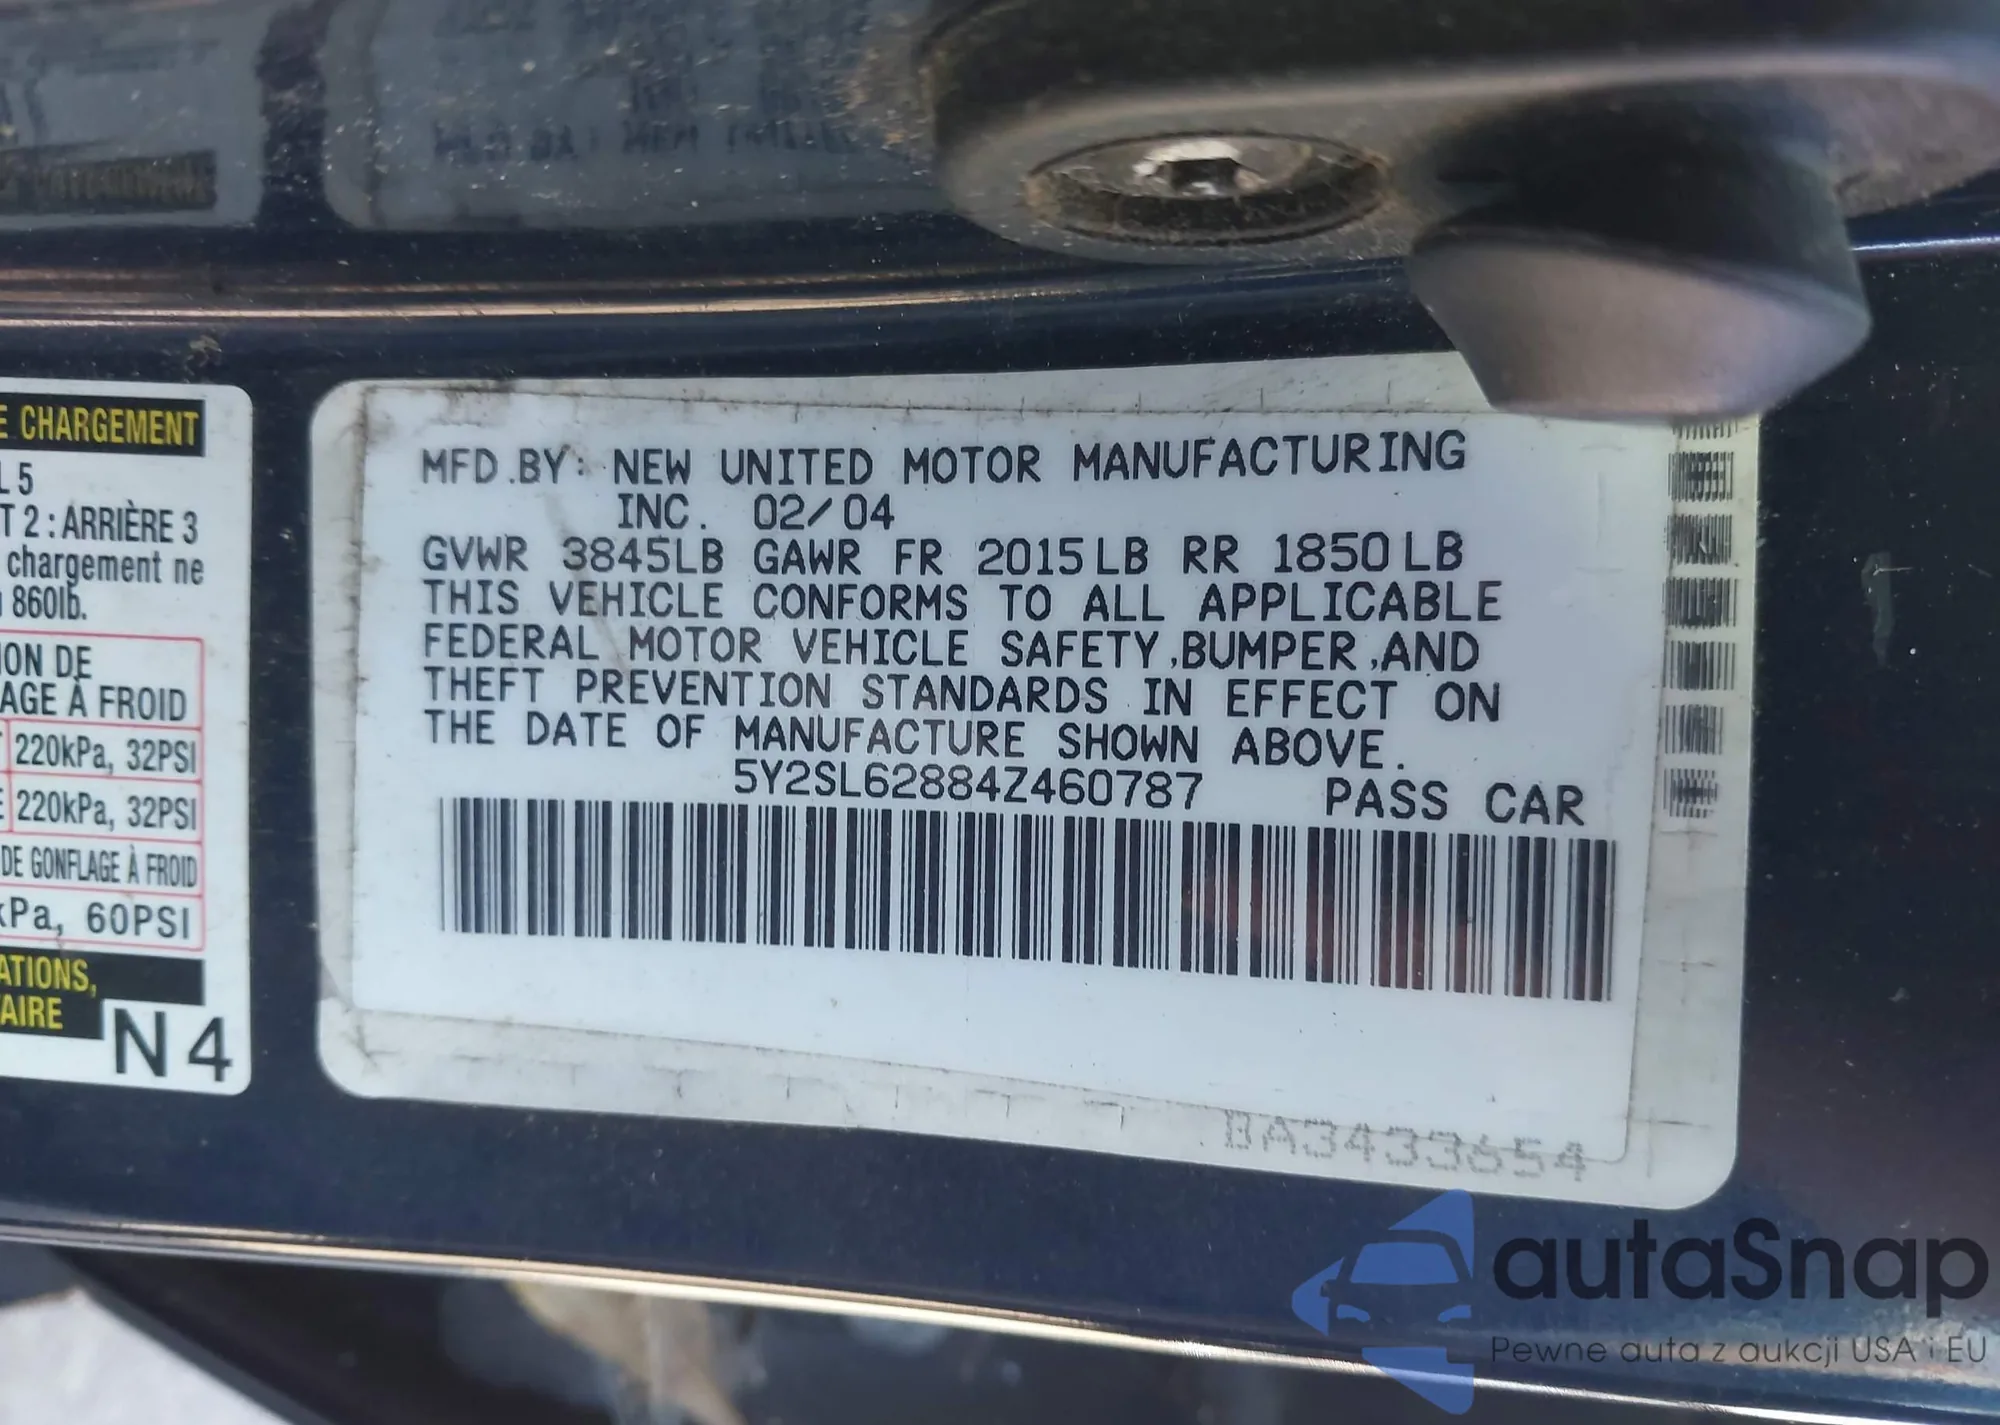 E CHARGEMENT
L 5
T 2 : ARRIÈRE 3
chargement ne
860lb.
ION DE
AGE À FROID
220kPa, 32PSI
220kPa, 32PSI
DE GONFLAGE À FROID
kPa, 60PSI
ATIONS,
AIRE
N4
MFD.BY: NEW UNITED MOTOR MANUFACTURING
INC. 02/04
GVWR 3845LB GAWR FR 2015LB RR 1850LB
THIS VEHICLE CONFORMS TO ALL APPLICABLE
FEDERAL MOTOR VEHICLE SAFETY,BUMPER,AND
THEFT PREVENTION STANDARDS IN EFFECT ON
THE DATE OF MANUFACTURE SHOWN ABOVE.
5Y2SL62884Z460787 PASS CAR
BA3433654
autaSnap
Pewne auta z aukcji USA i EU